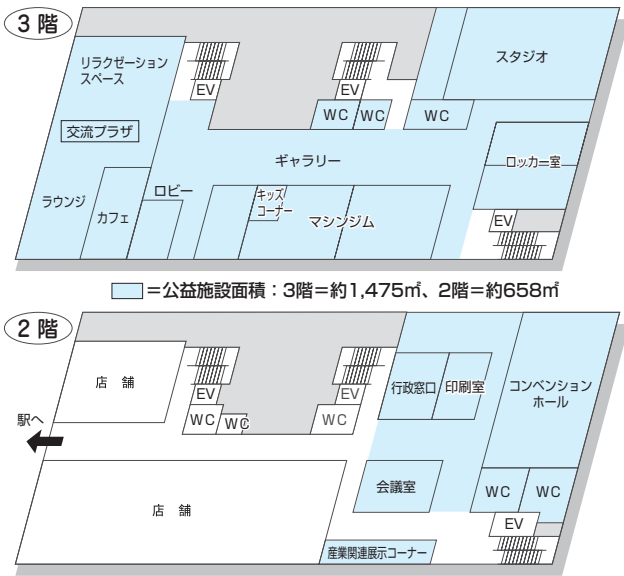 3 階
リラクゼーション
スペース
EV
EV
スタジオ
WC
WC
WC
交流プラザ
ギャラリー
ロッカー室
ラウンジ
カフェ
ロビー
キッズ
コーナー
マシンジム
EV
=公益施設面積：3階=約1,475㎡、2階=約658㎡
2 階
店 舗
EV
EV
行政窓口
印刷室
コンベンション
ホール
駅へ
WC
WC
WC
会議室
WC
WC
店 舗
EV
産業関連展示コーナー